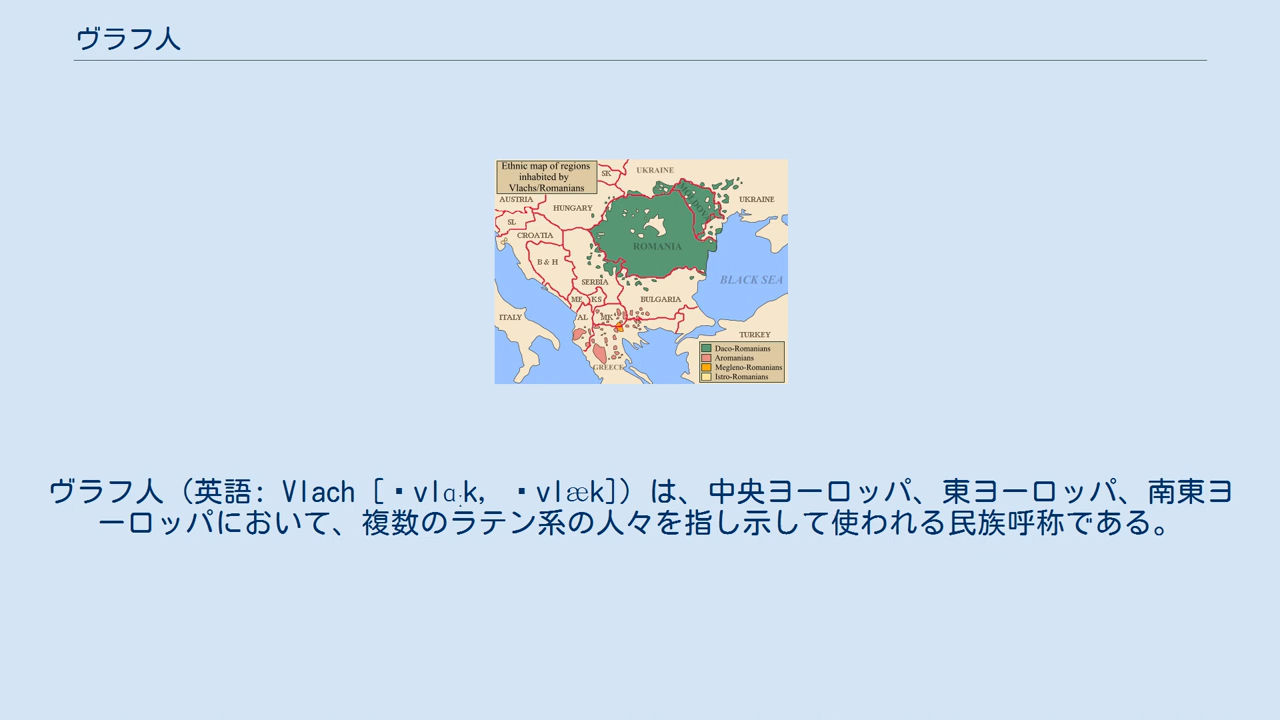 ヴラフ人
Ethnic map of regions
inhabited by
Vlachs/Romanians
SK
UKRAINE
AUSTRIA
HUNGARY
MOLDOVA
UKRAINE
SL
CROATIA
ROMANIA
B & H
SERBIA
BLACK SEA
ME
KS
BULGARIA
ITALY
AL
MK
TURKEY
GREECE
Daco-Romanians
Aromanians
Megleno-Romanians
Istro-Romanians
ヴラフ人（英語: Vlach [ˈvlɑːk, ˈvlæk]）は、中央ヨーロッパ、東ヨーロッパ、南東ヨ
ーロッパにおいて、複数のラテン系の人々を指し示して使われる民族呼称である。